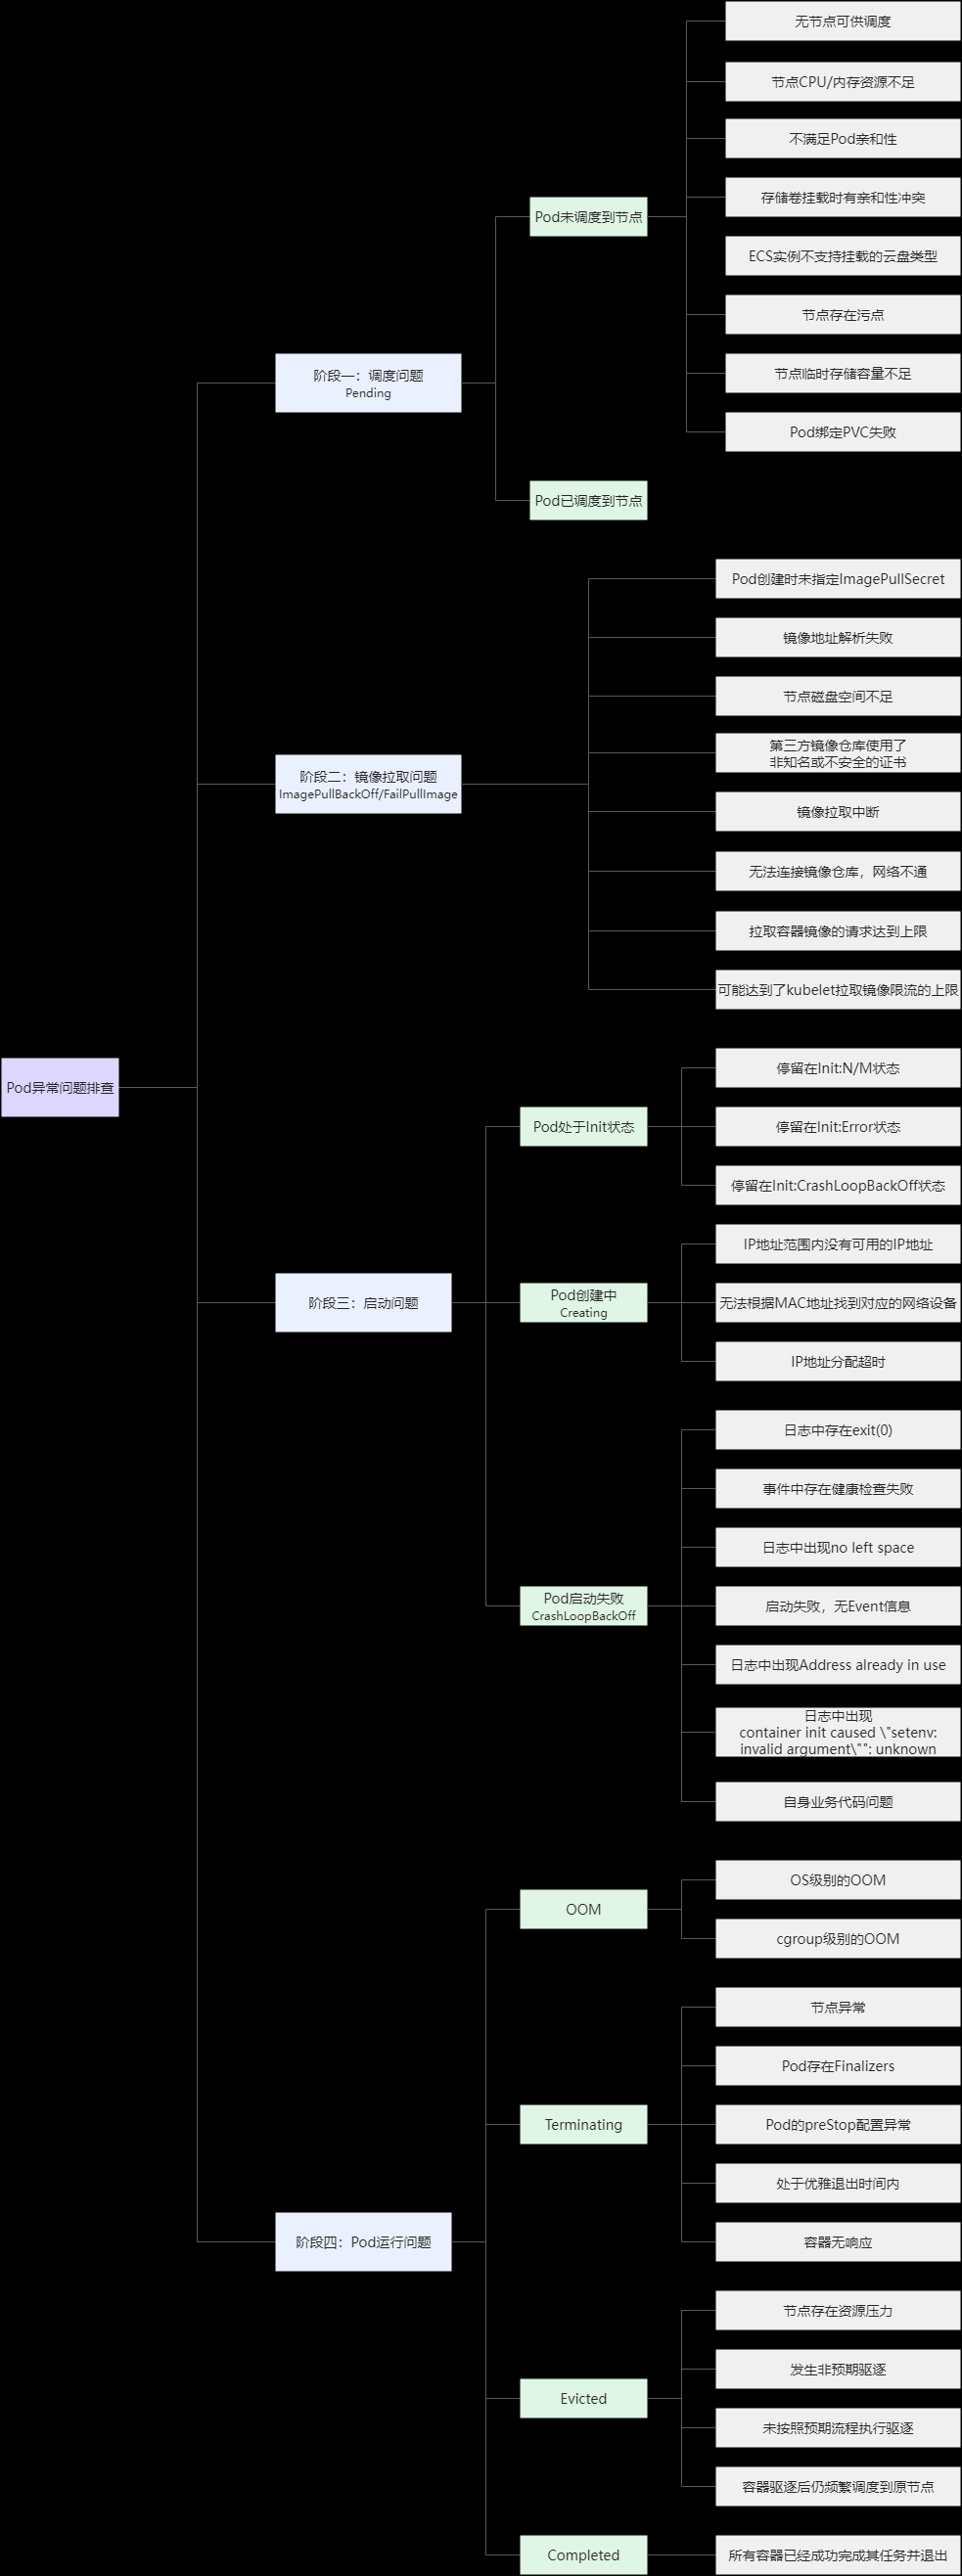 Pod异常问题排查
阶段一：调度问题
Pending
Pod未调度到节点
无节点可供调度
节点CPU/内存资源不足
不满足Pod亲和性
存储卷挂载时有亲和性冲突
ECS实例不支持挂载的云盘类型
节点存在污点
节点临时存储容量不足
Pod绑定PVC失败
Pod已调度到节点
阶段二：镜像拉取问题
ImagePullBackOff/FailPullImage
Pod创建时未指定ImagePullSecret
镜像地址解析失败
节点磁盘空间不足
第三方镜像仓库使用了
非知名或不安全的证书
镜像拉取中断
无法连接镜像仓库，网络不通
拉取容器镜像的请求达到上限
可能达到了kubelet拉取镜像限流的上限
阶段三：启动问题
Pod处于Init状态
停留在Init:N/M状态
停留在Init:Error状态
停留在Init:CrashLoopBackOff状态
Pod创建中
Creating
IP地址范围内没有可用的IP地址
无法根据MAC地址找到对应的网络设备
IP地址分配超时
Pod启动失败
CrashLoopBackOff
日志中存在exit(0)
事件中存在健康检查失败
日志中出现no left space
启动失败，无Event信息
日志中出现Address already in use
日志中出现
container init caused \"setenv:
invalid argument\"": unknown
自身业务代码问题
阶段四：Pod运行问题
OOM
OS级别的OOM
cgroup级别的OOM
Terminating
节点异常
Pod存在Finalizers
Pod的preStop配置异常
处于优雅退出时间内
容器无响应
Evicted
节点存在资源压力
发生非预期驱逐
未按照预期流程执行驱逐
容器驱逐后仍频繁调度到原节点
Completed
所有容器已经成功完成其任务并退出